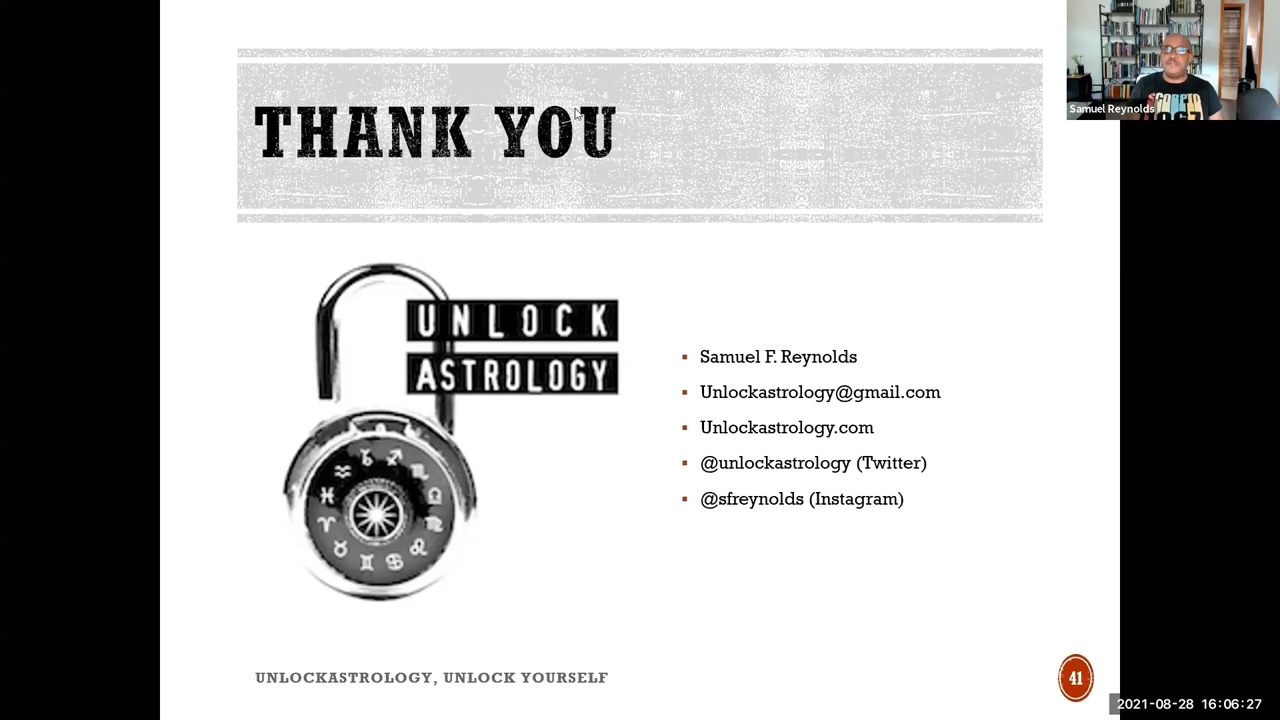 THANK YOU
Samuel Reynolds
SCORPIO
UNLOCK
ASTROLOGY
Samuel F. Reynolds
Unlockastrology@gmail.com
Unlockastrology.com
@unlockastrology (Twitter)
@sfreynolds (Instagram)
UNLOCKASTROLOGY, UNLOCK YOURSELF
41
2021-08-28 16:06:27